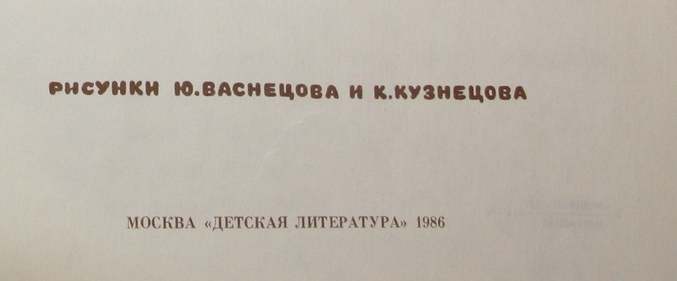 РИСУНКИ Ю.ВАСНЕЦОВА И К.КУЗНЕЦОВА
МОСКВА «ДЕТСКАЯ ЛИТЕРАТУРА» 1986